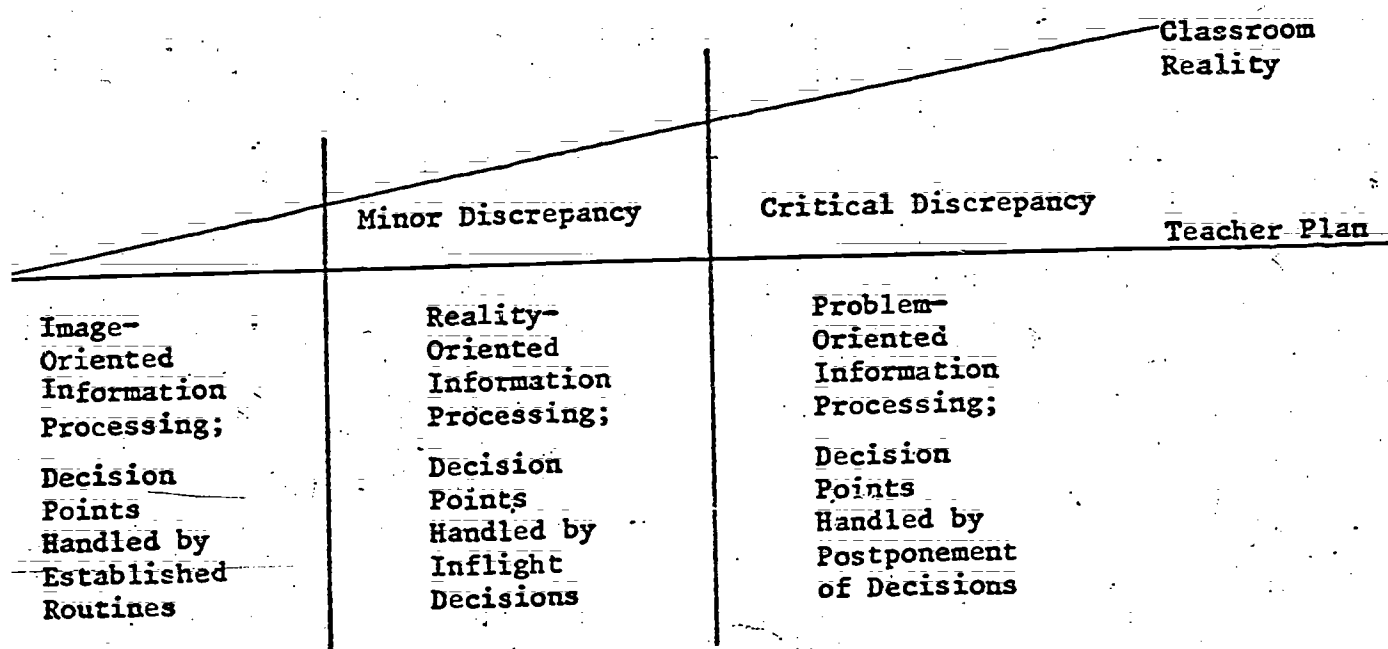 Classroom
Reality
Minor Discrepancy
Critical Discrepancy
Teacher Plan
Image-
Oriented
Information
Processing;
Decision
Points
Handled by
Established
Routines
Reality-
Oriented
Information
Processing;
Decision
Points
Handled by
Inflight
Decisions
Problem-
Oriented
Information
Processing;
Decision
Points
Handled by
Postponement
of Decisions